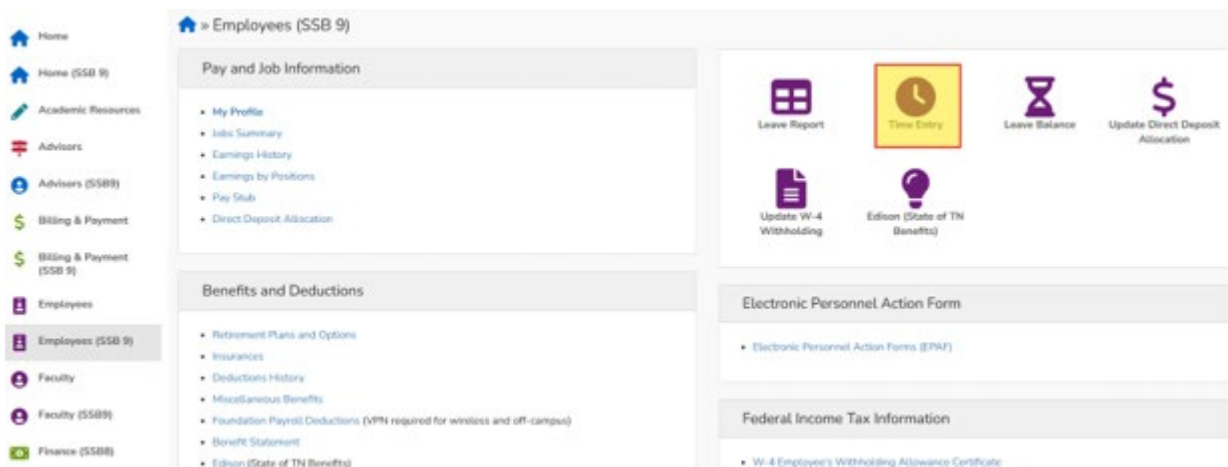 Home
Home (SSB 9)
Academic Resources
Advisors
Advisors (SSB9)
Billing & Payment
Billing & Payment
(SSB 9)
Employees
Employees (SSB 9)
Faculty
Faculty (SSB9)
Finance (SSB8)
» Employees (SSB 9)
Pay and Job Information
• My Profile
• Jobs Summary
• Earnings History
• Earnings by Positions
• Pay Stub
• Direct Deposit Allocation
Benefits and Deductions
• Retirement Plans and Options
• Insurances
• Deductions History
• Miscellaneous Benefits
• Foundation Payroll Deductions (VPN required for wireless and off-campus)
• Benefit Statement
• Edison (State of TN Benefits)
Leave Report
Time Entry
Leave Balance
Update Direct Deposit
Allocation
Update W-4
Withholding
Edison (State of TN
Benefits)
Electronic Personnel Action Form
• Electronic Personnel Action Forms (EPAF)
Federal Income Tax Information
• W-4 Employee's Withholding Allowance Certificate